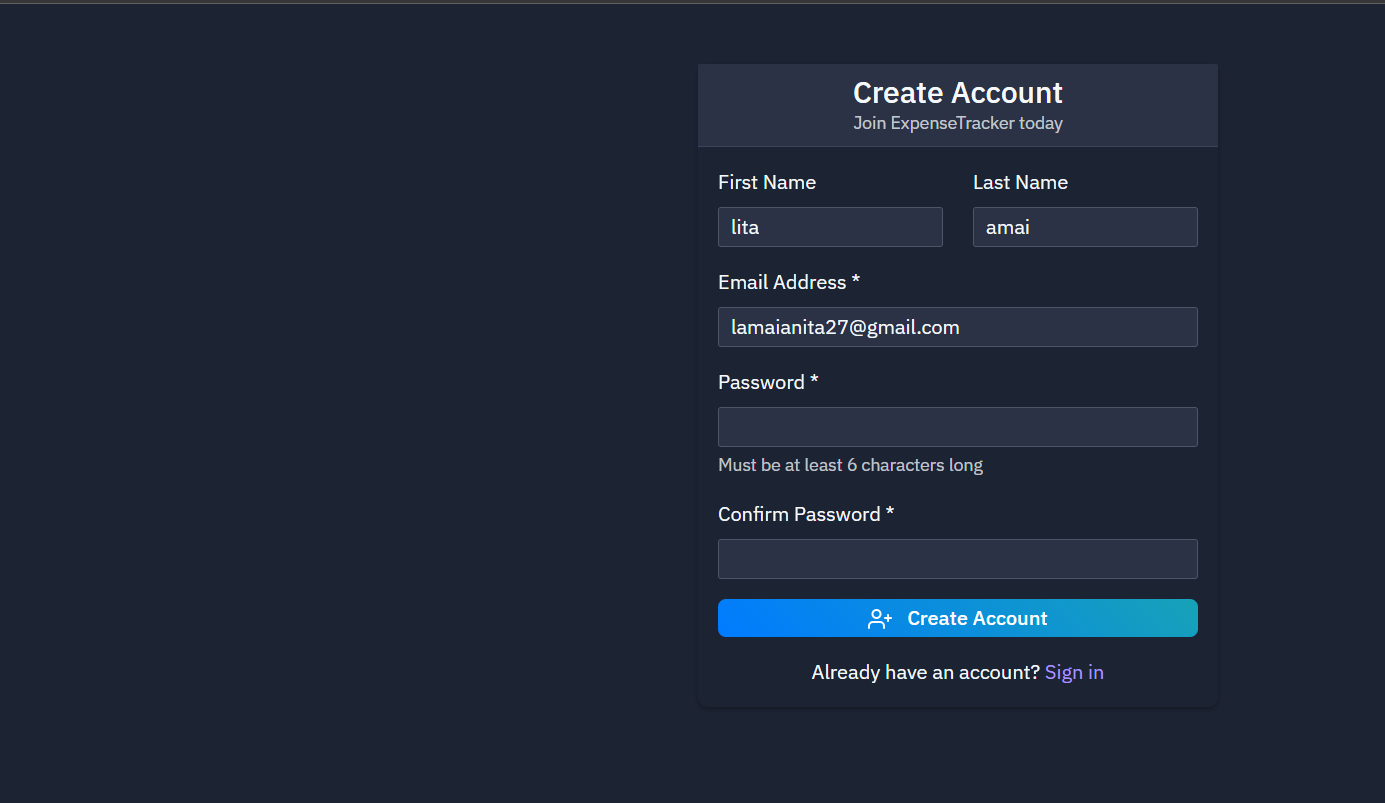 Create Account
Join ExpenseTracker today
First Name
Last Name
lita
amai
Email Address *
lamaianita27@gmail.com
Password *
Must be at least 6 characters long
Confirm Password *
Create Account
Already have an account? Sign in